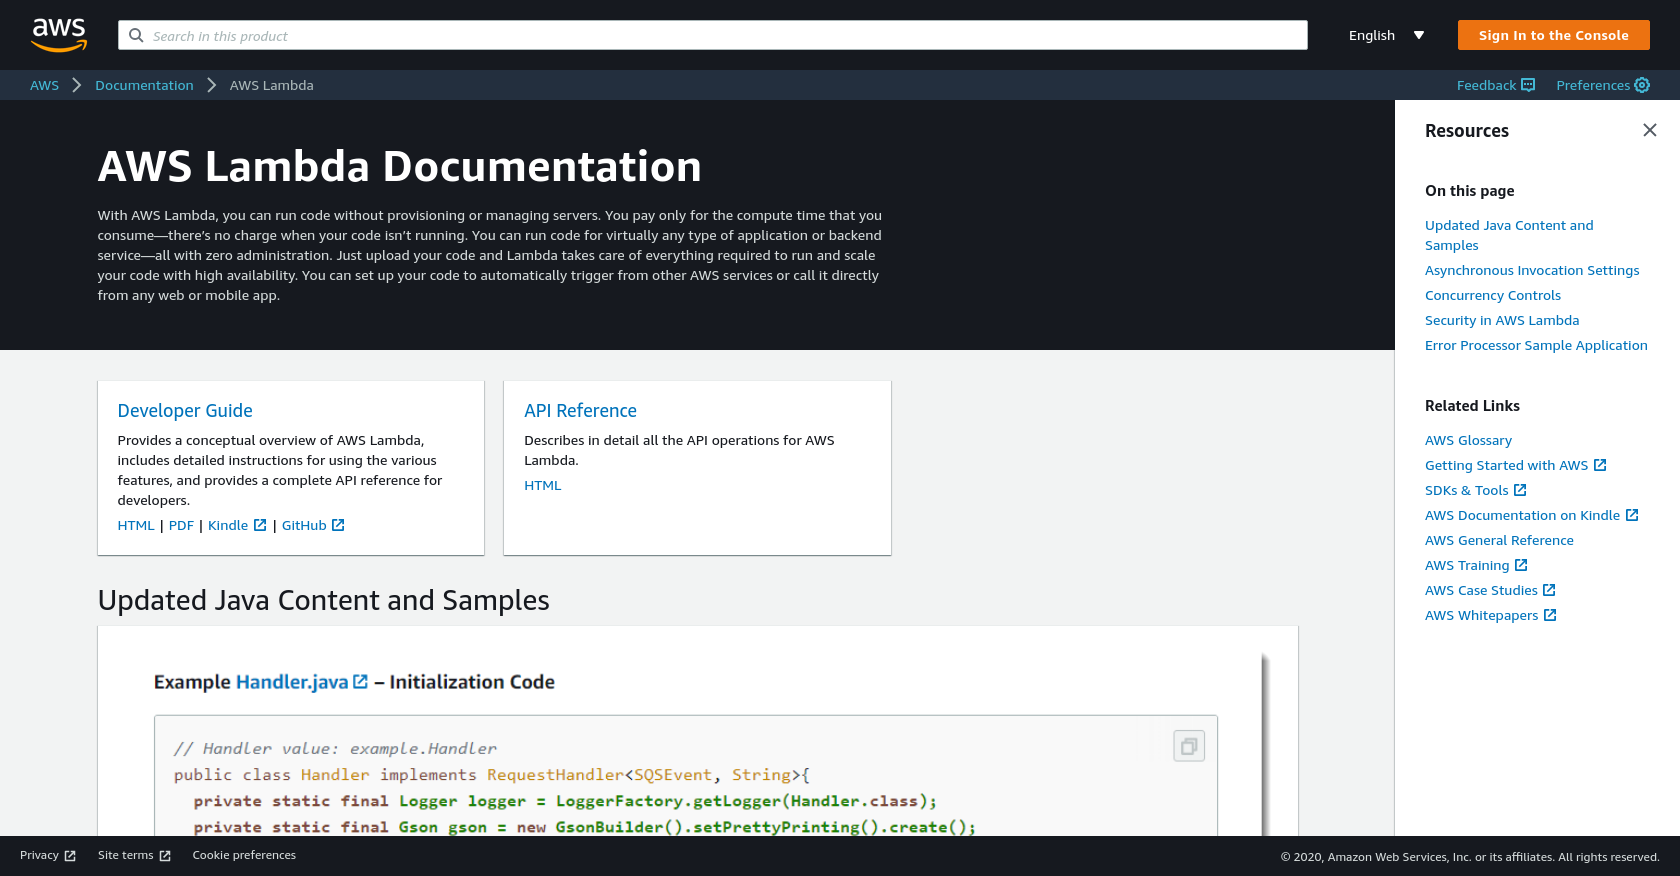 aws
Search in this product
English
Sign In to the Console
AWS
Documentation
AWS Lambda
Feedback
Preferences
AWS Lambda Documentation
With AWS Lambda, you can run code without provisioning or managing servers. You pay only for the compute time that you
consume—there's no charge when your code isn't running. You can run code for virtually any type of application or backend
service—all with zero administration. Just upload your code and Lambda takes care of everything required to run and scale
your code with high availability. You can set up your code to automatically trigger from other AWS services or call it directly
from any web or mobile app.
Developer Guide
Provides a conceptual overview of AWS Lambda,
includes detailed instructions for using the various
features, and provides a complete API reference for
developers.
HTML | PDF | Kindle | GitHub
API Reference
Describes in detail all the API operations for AWS
Lambda.
HTML
Updated Java Content and Samples
Example Handler.java – Initialization Code
// Handler value: example.Handler
public class Handler implements RequestHandler<SQSEvent, String>{
private static final Logger logger = LoggerFactory.getLogger(Handler.class);
private static final Gson gson = new GsonBuilder().setPrettyPrinting().create();
Resources
On this page
Updated Java Content and
Samples
Asynchronous Invocation Settings
Concurrency Controls
Security in AWS Lambda
Error Processor Sample Application
Related Links
AWS Glossary
Getting Started with AWS
SDKs & Tools
AWS Documentation on Kindle
AWS General Reference
AWS Training
AWS Case Studies
AWS Whitepapers
Privacy
Site terms
Cookie preferences
© 2020, Amazon Web Services, Inc. or its affiliates. All rights reserved.